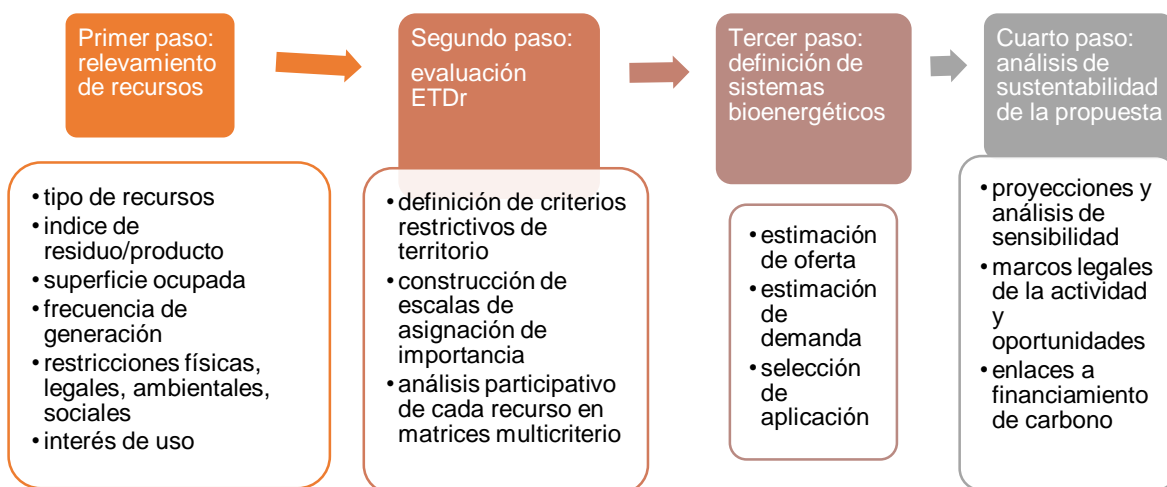 Primer paso:
relevamiento
de recursos
• tipo de recursos
• indice de
residuo/producto
• superficie ocupada
• frecuencia de
generación
• restricciones físicas,
legales, ambientales,
sociales
• interés de uso
Segundo paso:
evaluación
ETDr
• definición de criterios
restrictivos de
territorio
• construcción de
escalas de
asignación de
importancia
• análisis participativo
de cada recurso en
matrices multicriterio
Tercer paso:
definición de
sistemas
bioenergéticos
• estimación
de oferta
• estimación
de
demanda
• selección
de
aplicación
Cuarto paso:
análisis de
sustentabilidad
de la propuesta
• proyecciones y
análisis de
sensibilidad
• marcos legales
de la actividad
y
oportunidades
• enlaces a
financiamiento
de carbono